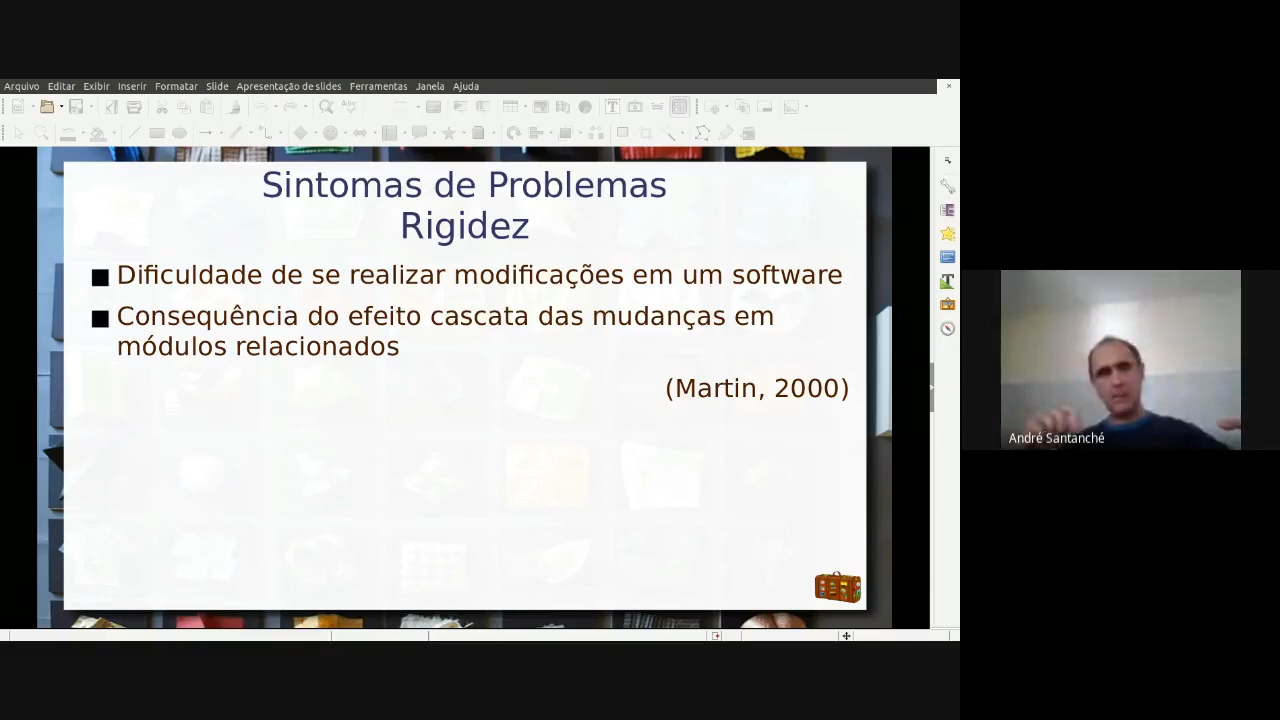 Arquivo Editar Exibir Inserir Formatar Slide Apresentação de slides Ferramentas Janela Ajuda
Sintomas de Problemas
Rigidez
Dificuldade de se realizar modificações em um software
Consequência do efeito cascata das mudanças em
módulos relacionados
(Martin, 2000)
André Santanché